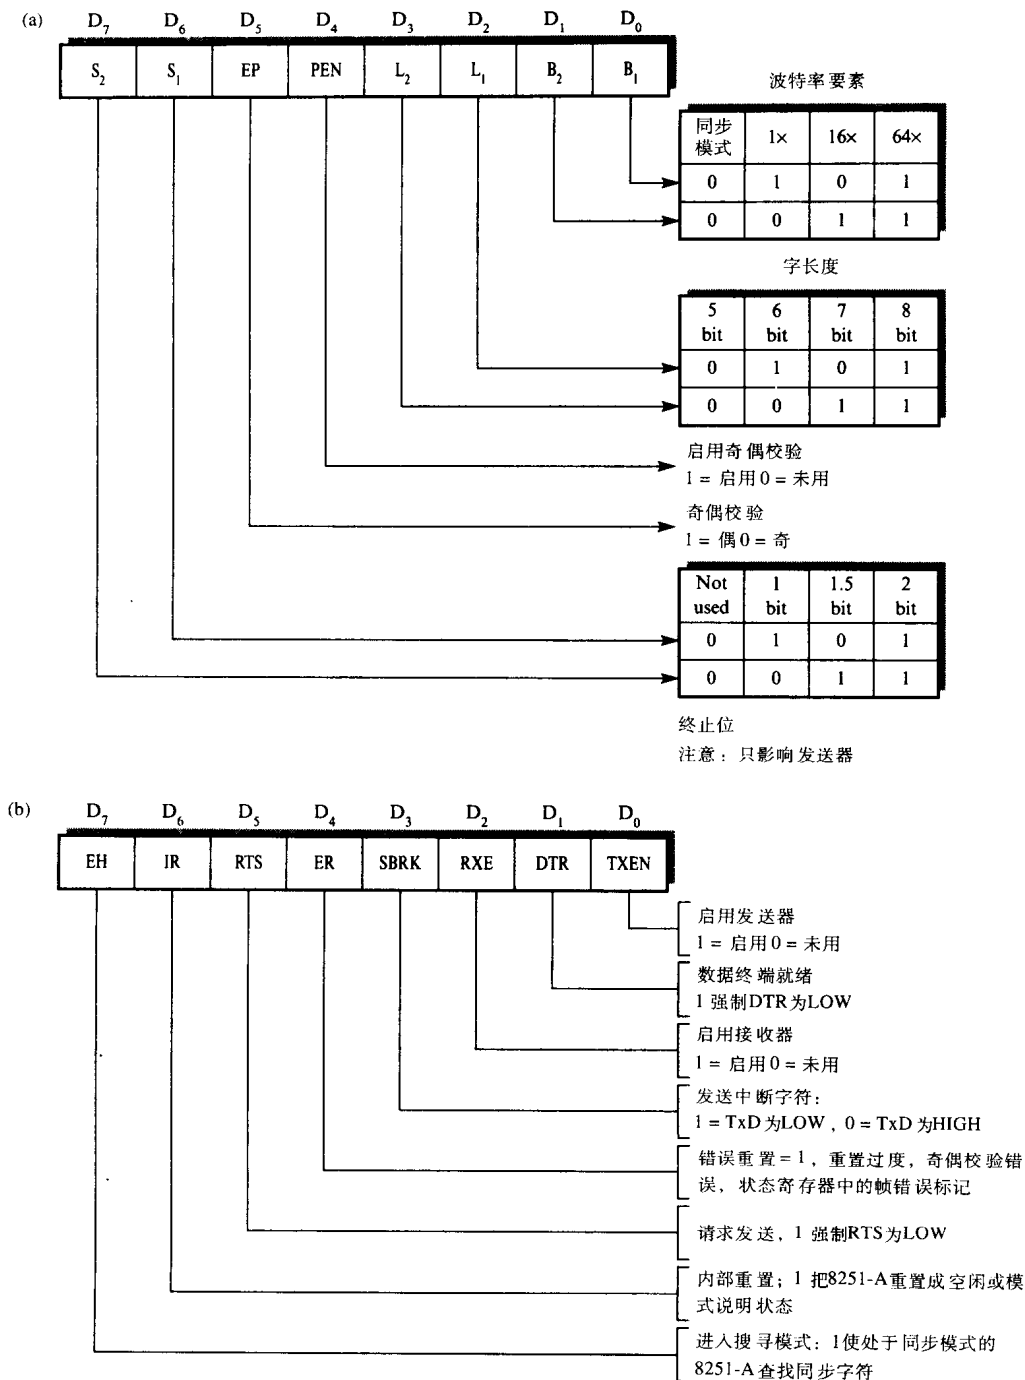 (a) D₇ D₆ D₅ D₄ D₃ D₂ D₁ D₀
S₂ S₁ EP PEN L₂ L₁ B₂ B₁
波特率要素
同步模式 1× 16× 64×
0 1 0 1
0 0 1 1
字长度
5 bit 6 bit 7 bit 8 bit
0 1 0 1
0 0 1 1
启用奇偶校验
1 = 启用 0 = 未用
奇偶校验
1 = 偶 0 = 奇
Not used 1 bit 1.5 bit 2 bit
0 1 0 1
0 0 1 1
终止位
注意：只影响发送器
(b) D₇ D₆ D₅ D₄ D₃ D₂ D₁ D₀
EH IR RTS ER SBRK RXE DTR TXEN
启用发送器
1 = 启用 0 = 未用
数据终端就绪
1 强制DTR为LOW
启用接收器
1 = 启用 0 = 未用
发送中断字符：
1 = TxD为LOW，0 = TxD为HIGH
错误重置 = 1，重置过度，奇偶校验错
误，状态寄存器中的帧错误标记
请求发送，1 强制RTS为LOW
内部重置；1 把8251-A重置成空闲或模
式说明状态
进入搜寻模式：1使处于同步模式的
8251-A查找同步字符